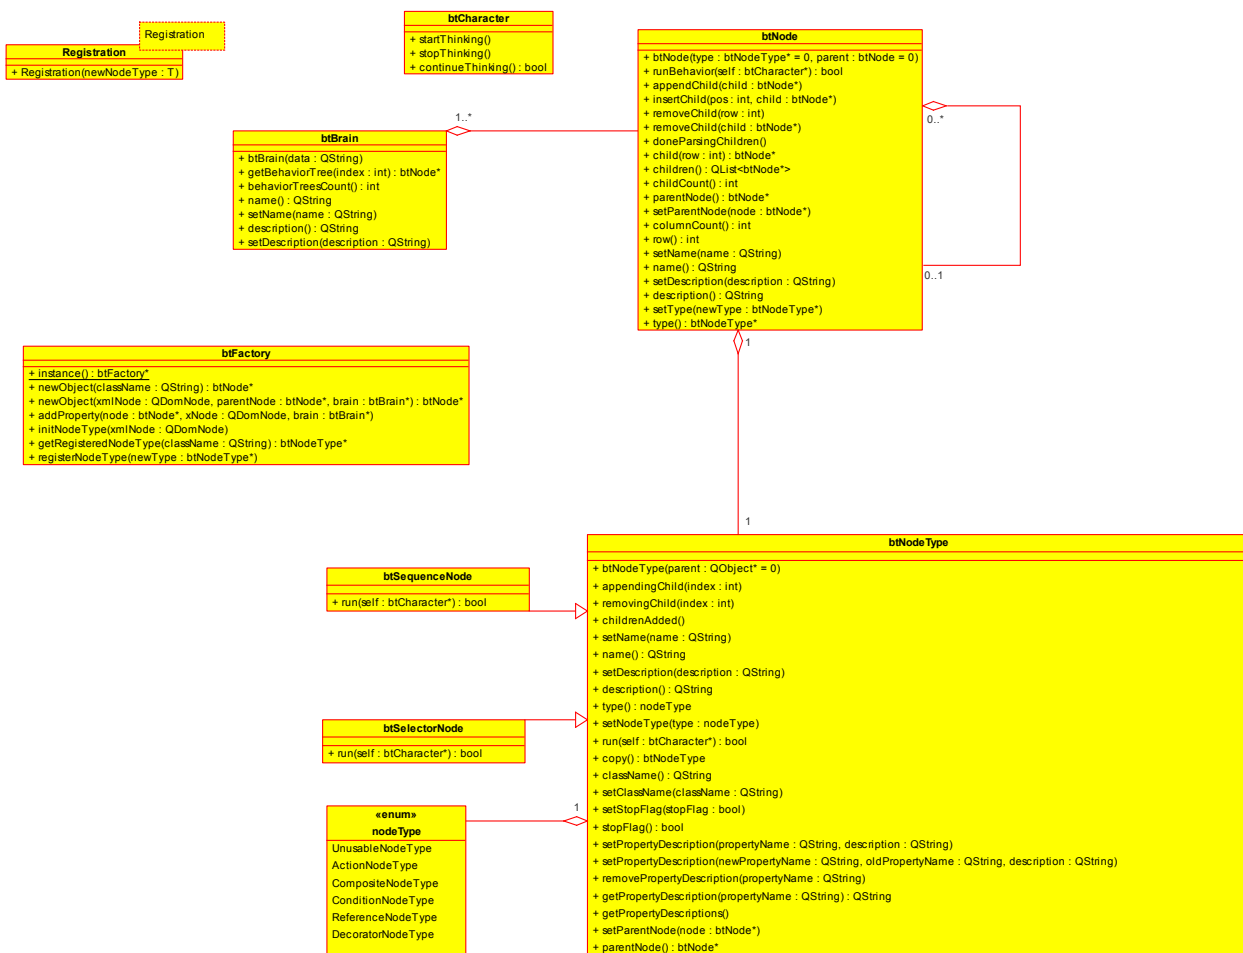 Registration
Registration
+ Registration(newNodeType : T)
btCharacter
+ startThinking()
+ stopThinking()
+ continueThinking() : bool
btNode
+ btNode(type : btNodeType* = 0, parent : btNode = 0)
+ runBehavior(self : btCharacter*) : bool
+ appendChild(child : btNode*)
+ insertChild(pos : int, child : btNode*)
+ removeChild(row : int)
+ removeChild(child : btNode*)
+ doneParsingChildren()
+ child(row : int) : btNode*
+ children() : QList<btNode*>
+ childCount() : int
+ parentNode() : btNode*
+ setParentNode(node : btNode*)
+ columnCount() : int
+ row() : int
+ setName(name : QString)
+ name() : QString
+ setDescription(description : QString)
+ description() : QString
+ setType(newType : btNodeType*)
+ type() : btNodeType*
0..*
0..1
1..*
btBrain
+ btBrain(data : QString)
+ getBehaviorTree(index : int) : btNode*
+ behaviorTreesCount() : int
+ name() : QString
+ setName(name : QString)
+ description() : QString
+ setDescription(description : QString)
btFactory
+ instance() : btFactory*
+ newObject(className : QString) : btNode*
+ newObject(xmlNode : QDomNode, parentNode : btNode*, brain : btBrain*) : btNode*
+ addProperty(node : btNode*, xNode : QDomNode, brain : btBrain*)
+ initNodeType(xmlNode : QDomNode)
+ getRegisteredNodeType(className : QString) : btNodeType*
+ registerNodeType(newType : btNodeType*)
1
1
btNodeType
+ btNodeType(parent : QObject* = 0)
+ appendingChild(index : int)
+ removingChild(index : int)
+ childrenAdded()
+ setName(name : QString)
+ name() : QString
+ setDescription(description : QString)
+ description() : QString
+ type() : nodeType
+ setNodeType(type : nodeType)
+ run(self : btCharacter*) : bool
+ copy() : btNodeType
+ className() : QString
+ setClassName(className : QString)
+ setStopFlag(stopFlag : bool)
+ stopFlag() : bool
+ setPropertyDescription(propertyName : QString, description : QString)
+ setPropertyDescription(newPropertyName : QString, oldPropertyName : QString, description : QString)
+ removePropertyDescription(propertyName : QString)
+ getPropertyDescription(propertyName : QString) : QString
+ getPropertyDescriptions()
+ setParentNode(node : btNode*)
+ parentNode() : btNode*
btSequenceNode
+ run(self : btCharacter*) : bool
btSelectorNode
+ run(self : btCharacter*) : bool
1
«enum»
nodeType
UnusableNodeType
ActionNodeType
CompositeNodeType
ConditionNodeType
ReferenceNodeType
DecoratorNodeType